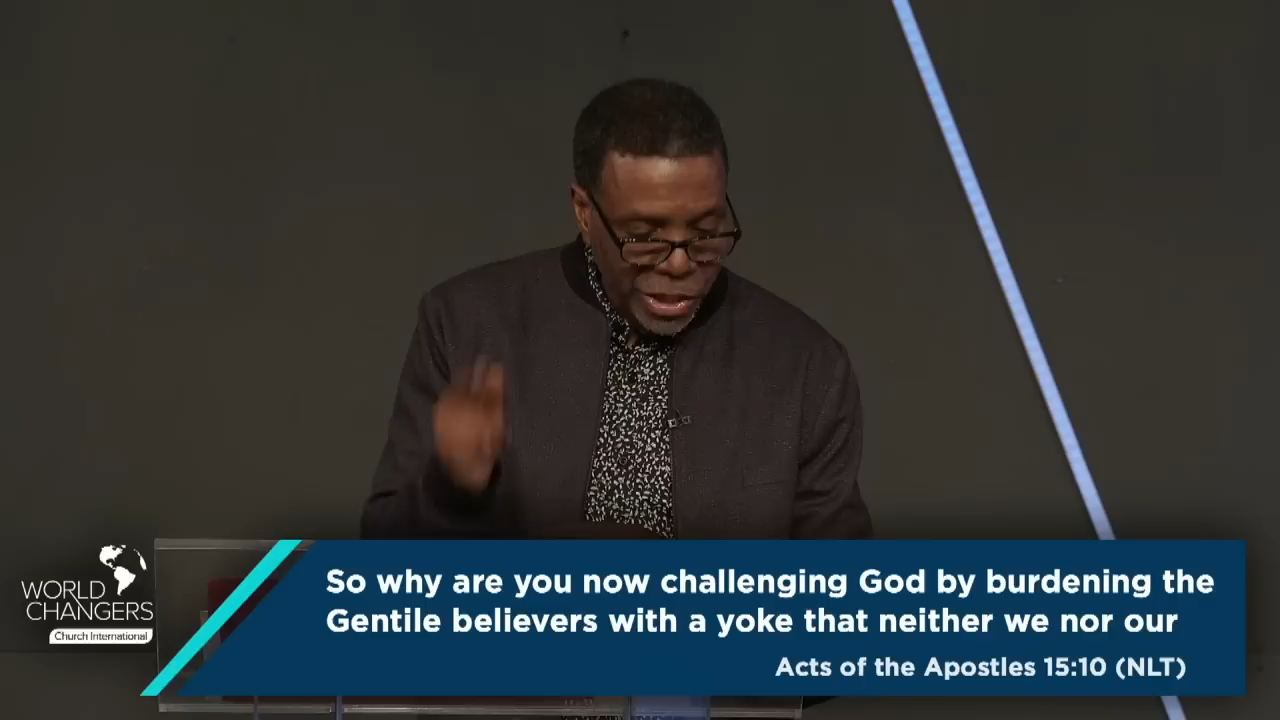 WORLD
CHANGERS
Church International
So why are you now challenging God by burdening the
Gentile believers with a yoke that neither we nor our
Acts of the Apostles 15:10 (NLT)